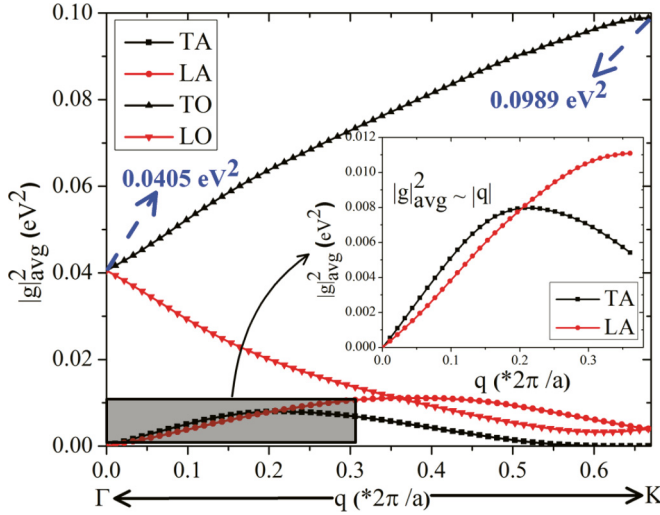 0.10
0.08
0.06
0.04
0.02
0.00
|g|²avg (eV²)
TA
LA
TO
LO
0.0405 eV²
0.0989 eV²
0.012
0.010
0.008
0.006
0.004
0.002
0.000
|g|²avg (eV²)
|g|²avg ~ |q|
TA
LA
0.0 0.1 0.2 0.3
q (*2π /a)
0.0 0.1 0.2 0.3 0.4 0.5 0.6
Γ q (*2π /a) K